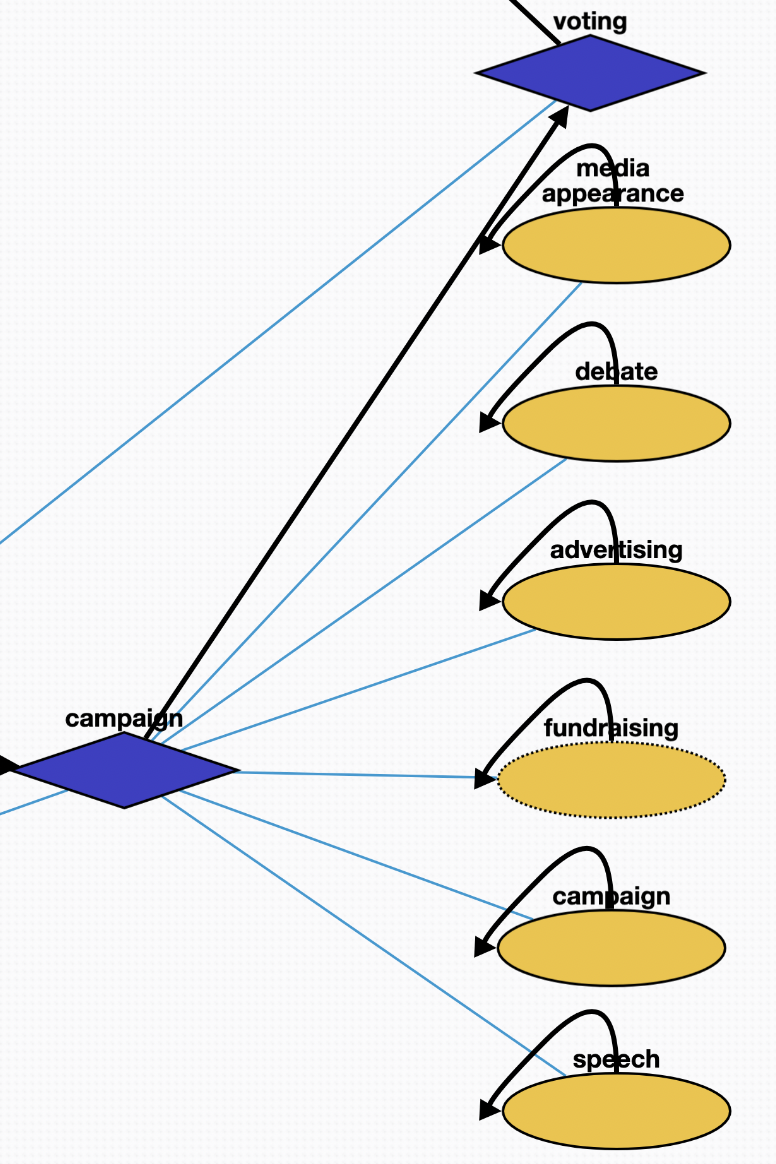 voting
media
appearance
debate
advertising
campaign
fundraising
campaign
speech